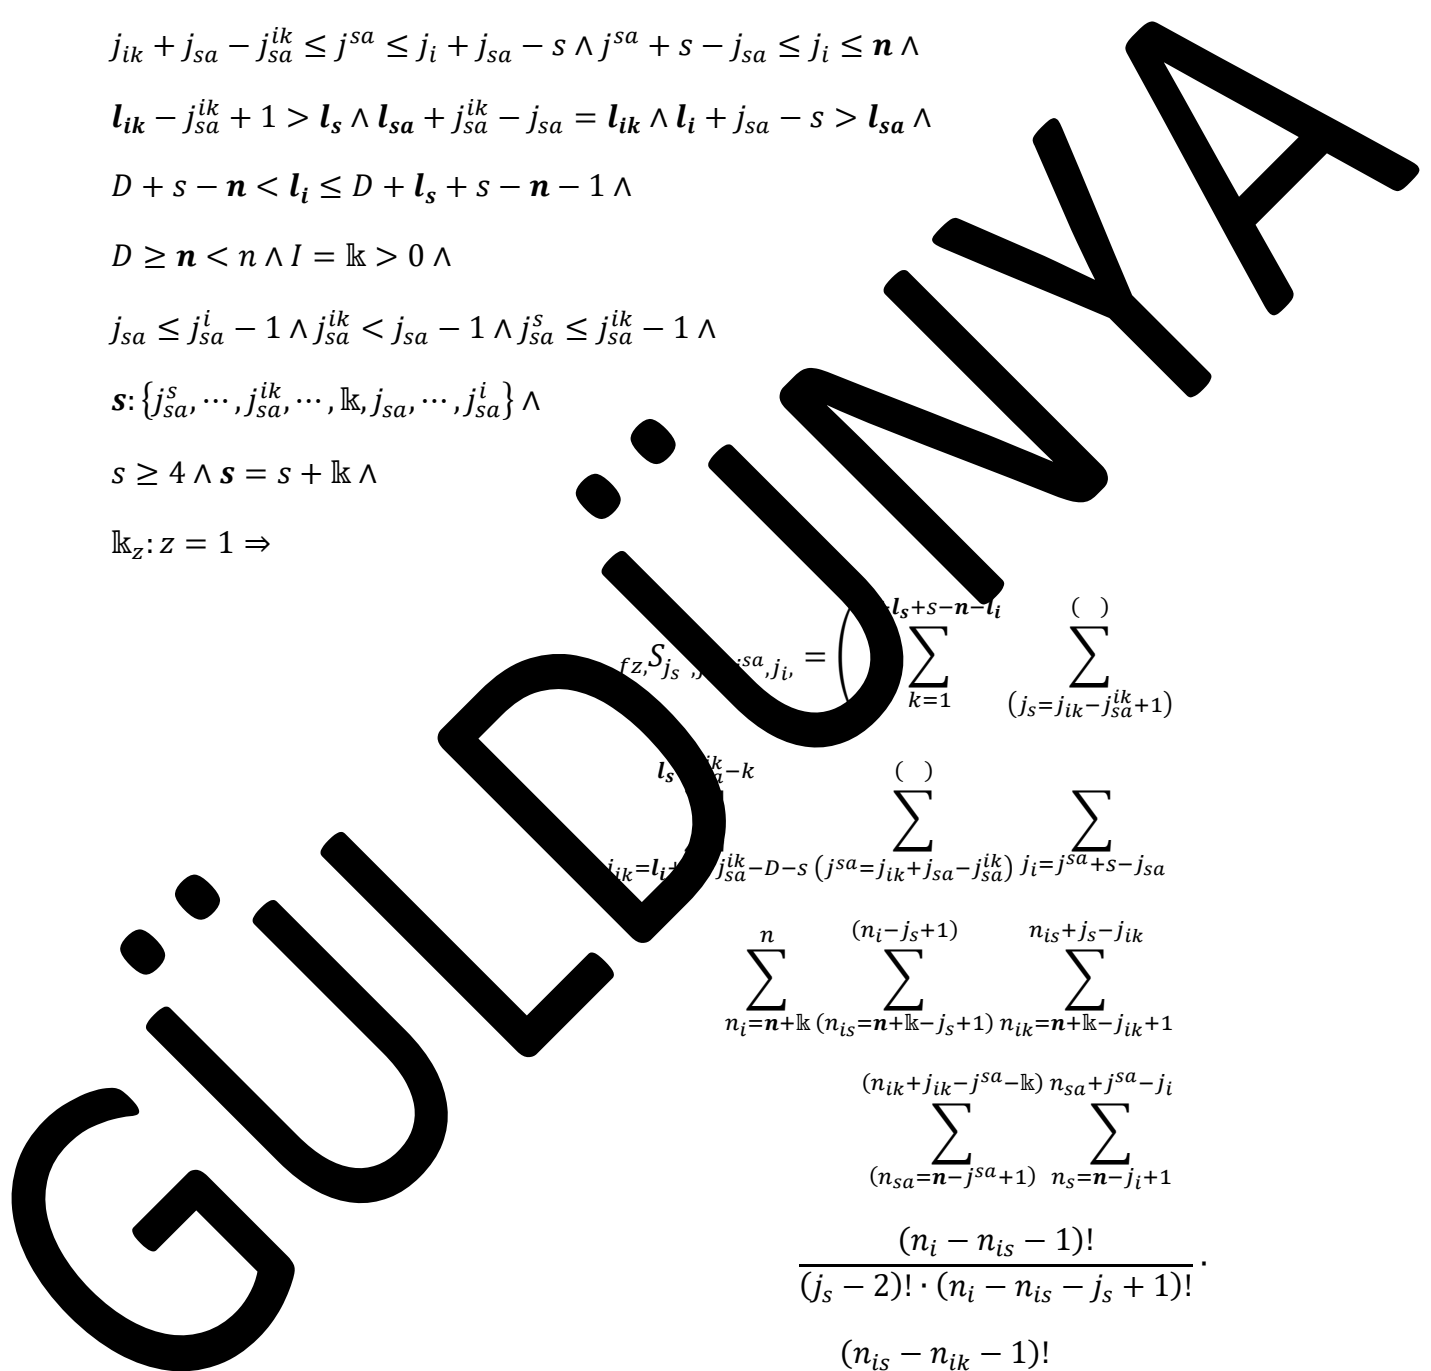 j_{ik} + j_{sa} − j_{sa}^{ik} ≤ j^{sa} ≤ j_i + j_{sa} − s ∧ j^{sa} + s − j_{sa} ≤ j_i ≤ n ∧
l_{ik} − j_{sa}^{ik} + 1 > l_s ∧ l_{sa} + j_{sa}^{ik} − j_{sa} = l_{ik} ∧ l_i + j_{sa} − s > l_{sa} ∧
D + s − n < l_i ≤ D + l_s + s − n − 1 ∧
D ≥ n < n ∧ I = 𝕜 > 0 ∧
j_{sa} ≤ j_{sa}^{i} − 1 ∧ j_{sa}^{ik} < j_{sa} − 1 ∧ j_{sa}^{s} ≤ j_{sa}^{ik} − 1 ∧
s: {j_{sa}^{s}, ⋯, j_{sa}^{ik}, ⋯, 𝕜, j_{sa}, ⋯, j_{sa}^{i}} ∧
s ≥ 4 ∧ s = s + 𝕜 ∧
𝕜_z: z = 1 ⇒
GÜLDÜNYA
l_s+s−n−l_i ( )
fz, S_{j_s, sa, j_i,} = ( ∑ ∑
k=1 (j_s=j_{ik}−j_{sa}^{ik}+1)
l_s −k ( )
∑ ∑
j_{sa}^{ik}−D−s (j^{sa}=j_{ik}+j_{sa}−j_{sa}^{ik}) j_i=j^{sa}+s−j_{sa}
n (n_i−j_s+1) n_{is}+j_s−j_{ik}
∑ ∑ ∑
n_i=n+𝕜 (n_{is}=n+𝕜−j_s+1) n_{ik}=n+𝕜−j_{ik}+1
(n_{ik}+j_{ik}−j^{sa}−𝕜) n_{sa}+j^{sa}−j_i
∑ ∑
(n_{sa}=n−j^{sa}+1) n_s=n−j_i+1
(n_i − n_{is} − 1)!
(j_s − 2)! · (n_i − n_{is} − j_s + 1)! ·
(n_{is} − n_{ik} − 1)!